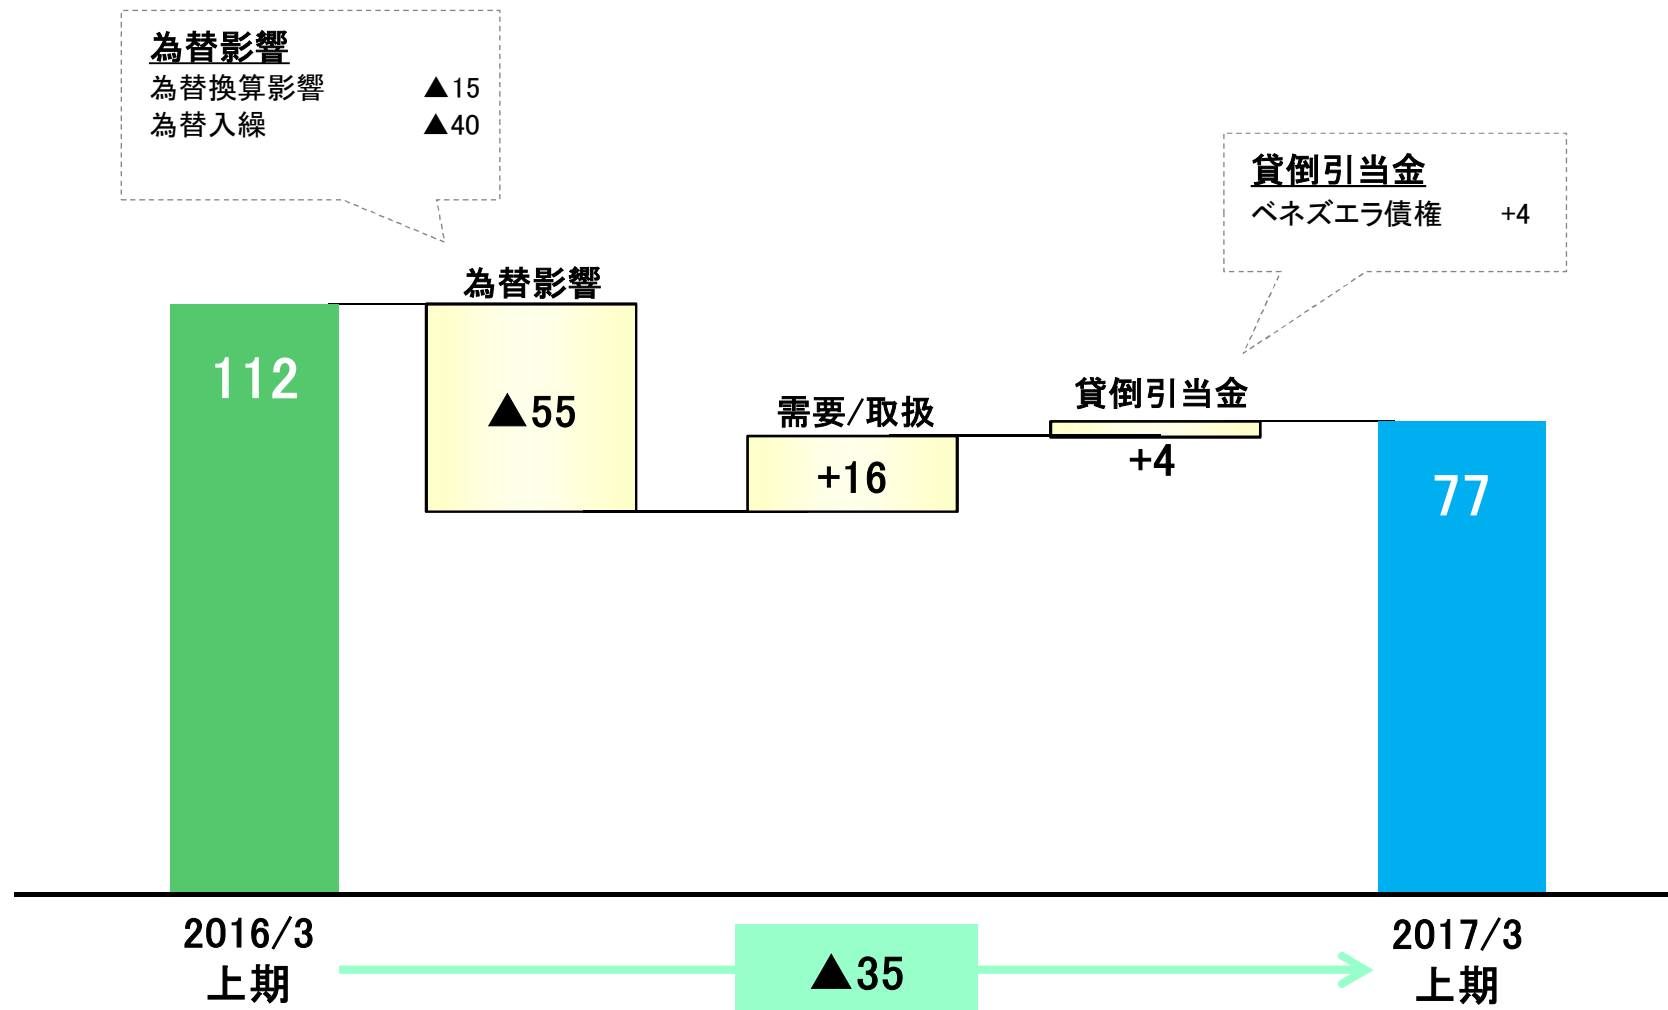 為替影響
為替換算影響 ▲15
為替入繰 ▲40
貸倒引当金
ベネズエラ債権 +4
為替影響
112
▲55
需要/取扱
+16
貸倒引当金
+4
77
2016/3
上期
▲35
2017/3
上期